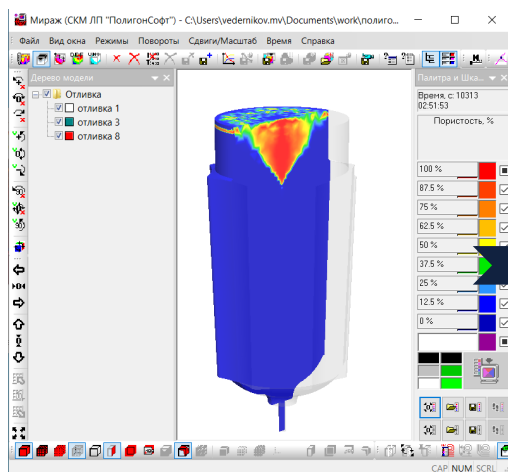 Мираж (СКМ ЛП "ПолигонСофт") - C:\Users\vedernikov.mv\Documents\work\полиго...
Файл Вид окна Режимы Повороты Сдвиги/Масштаб Время Справка
Дерево модели
Отливка
отливка 1
отливка 3
отливка 8
Палитра и Шка...
Время, с: 10313
02:51:53
Пористость, %
100 %
87.5 %
75 %
62.5 %
50 %
37.5 %
25 %
12.5 %
0 %
CAP NUM SCRL